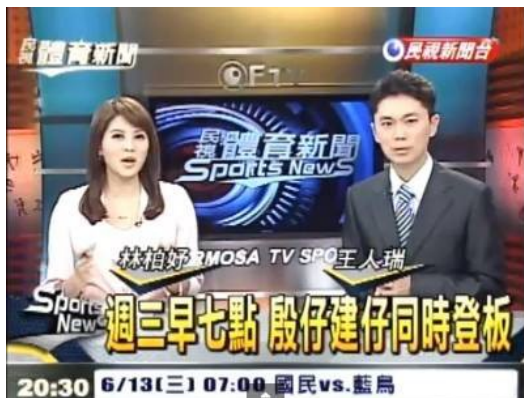 民視 體育新聞
民視新聞台
FTV
民視 體育新聞
Sports News
林柏妤
FORMOSA TV SPO
王人瑞
Sports
News
週三早七點 殷仔建仔同時登板
20:30 6/13(三) 07:00 國民vs.藍鳥